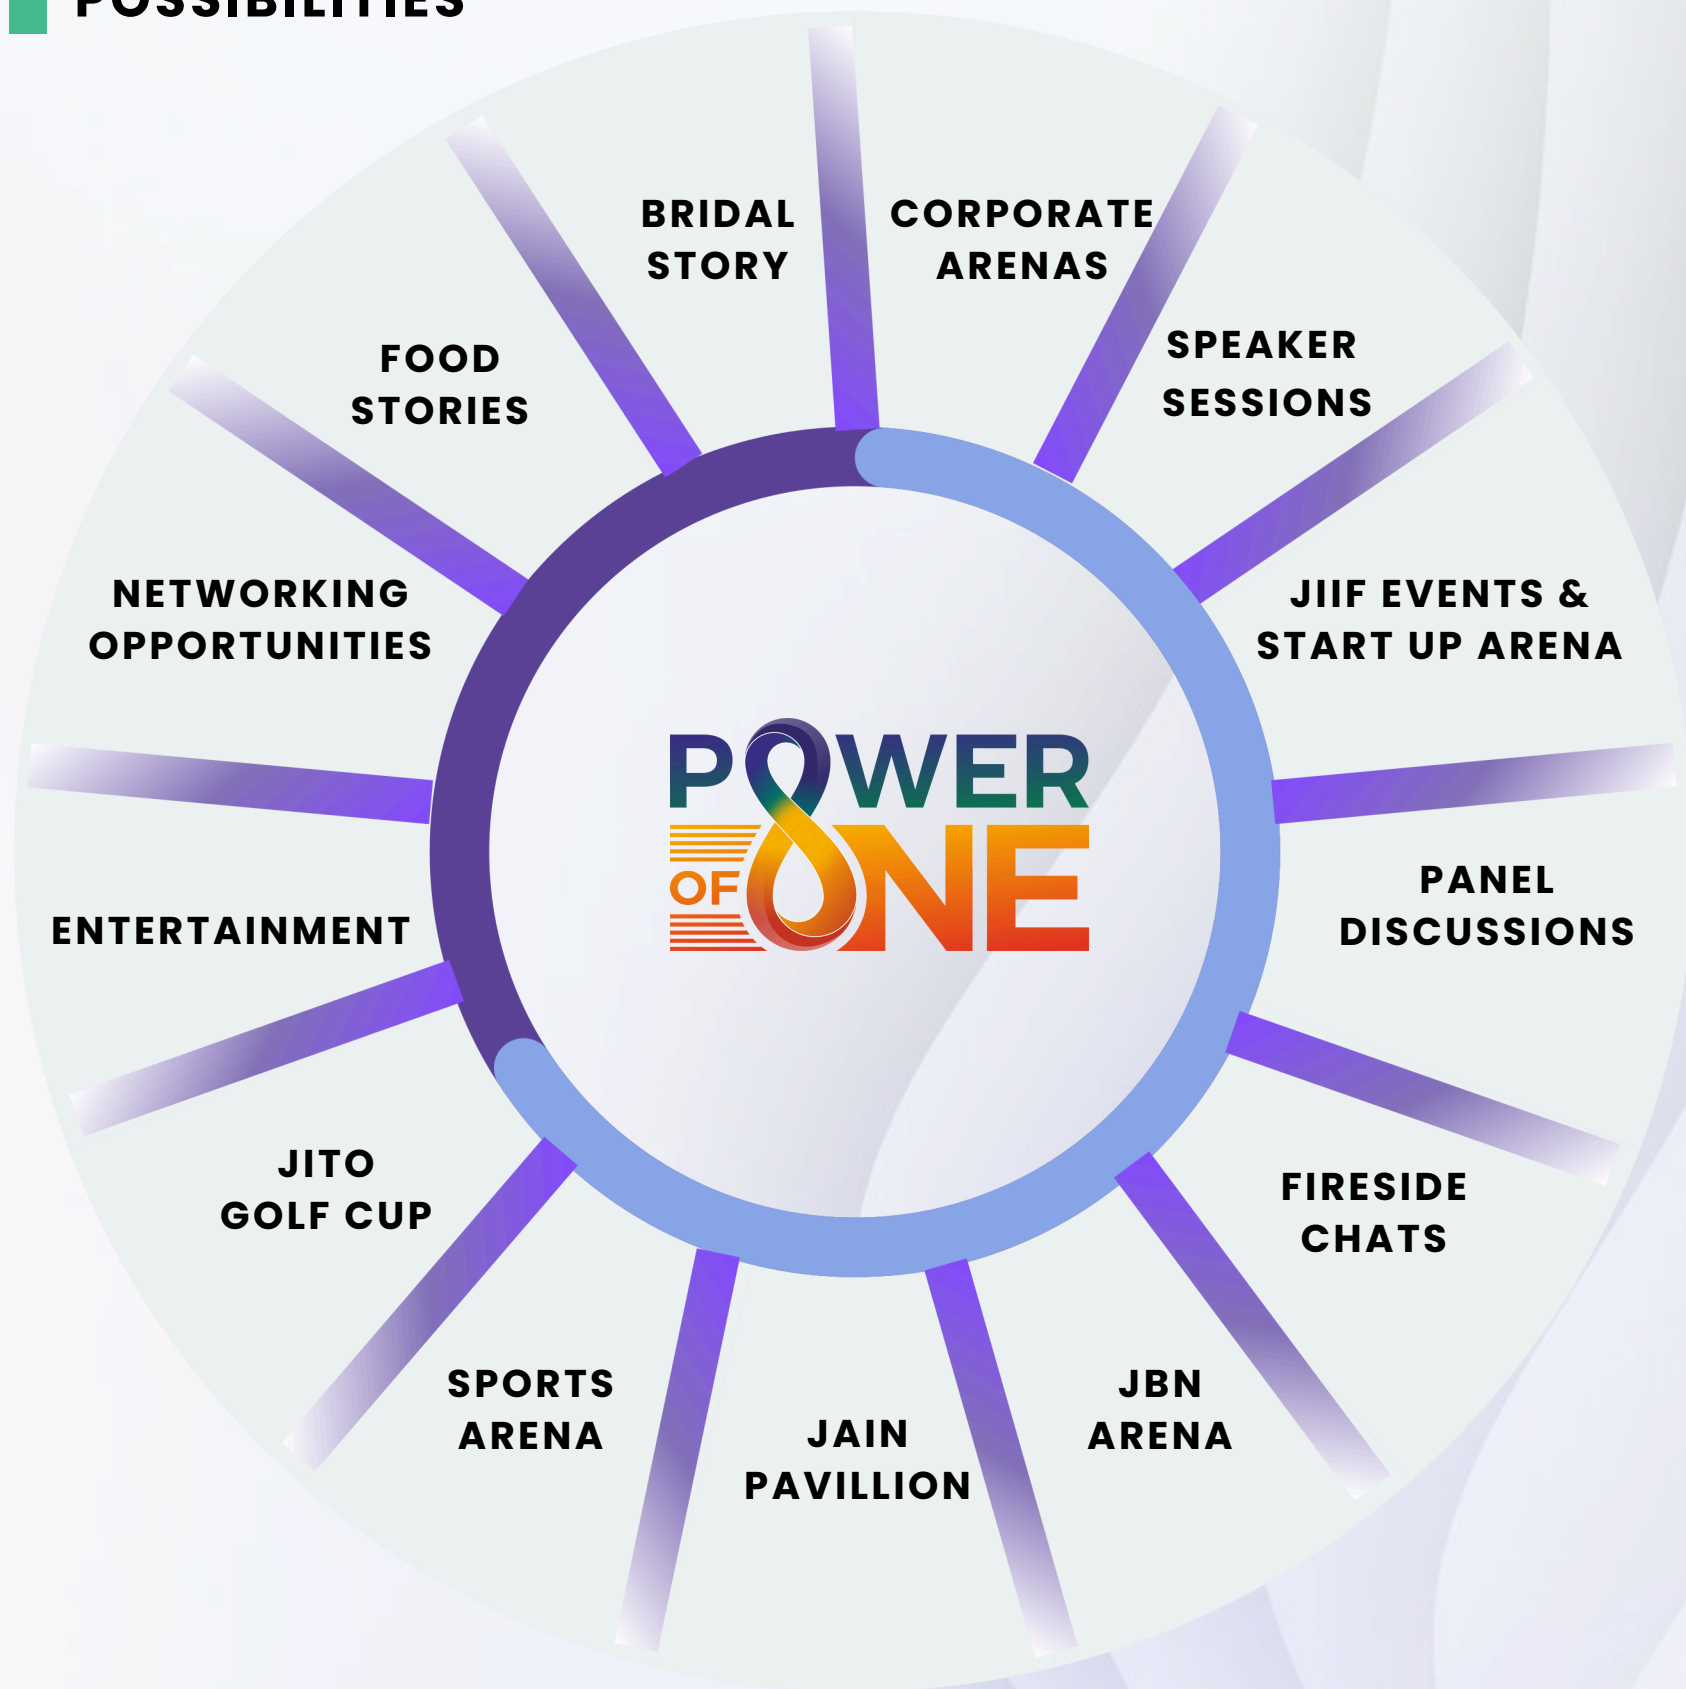 POSSIBILITIES
BRIDAL
STORY
CORPORATE
ARENAS
SPEAKER
SESSIONS
JIIF EVENTS &
START UP ARENA
PANEL
DISCUSSIONS
FIRESIDE
CHATS
JBN
ARENA
JAIN
PAVILLION
SPORTS
ARENA
JITO
GOLF CUP
ENTERTAINMENT
NETWORKING
OPPORTUNITIES
FOOD
STORIES
POWER
OF ONE